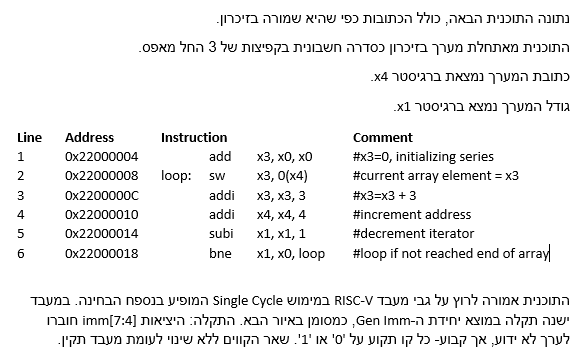 נתונה התוכנית הבאה, כולל הכתובות כפי שהיא שמורה בזיכרון.
התוכנית מאתחלת מערך בזיכרון כסדרה חשבונית בקפיצות של 3 החל מאפס.
כתובת המערך נמצאת ברגיסטר x4.
גודל המערך נמצא ברגיסטר x1.
Line Address Instruction Comment
1 0x22000004 add x3, x0, x0 #x3=0, initializing series
2 0x22000008 loop: sw x3, 0(x4) #current array element = x3
3 0x2200000C addi x3, x3, 3 #x3=x3 + 3
4 0x22000010 addi x4, x4, 4 #increment address
5 0x22000014 subi x1, x1, 1 #decrement iterator
6 0x22000018 bne x1, x0, loop #loop if not reached end of array
התוכנית אמורה לרוץ על גבי מעבד RISC-V במימוש Single Cycle המופיע בנספח הבחינה. במעבד
ישנה תקלה במוצא יחידת ה-Gen Imm, כמסומן באיור הבא. התקלה: היציאות imm[7:4] חוברו
לערך לא ידוע, אך קבוע- כל קו תקוע על '0' או '1'. שאר הקווים ללא שינוי לעומת מעבד תקין.